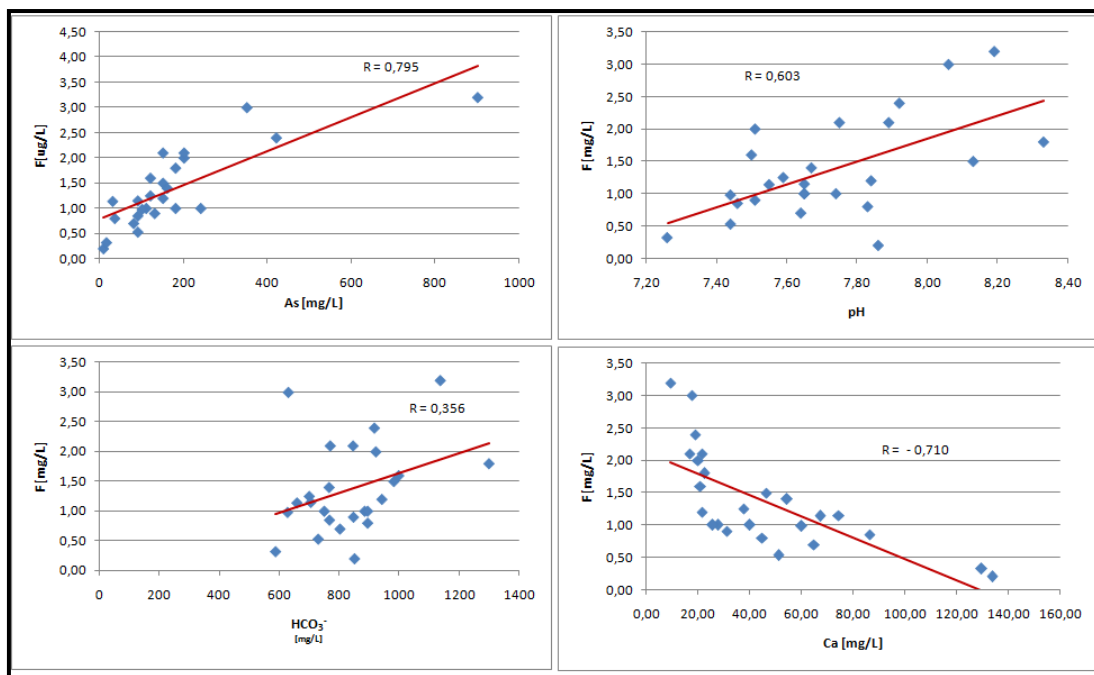 4,50
4,00
3,50
3,00
2,50
2,00
1,50
1,00
0,50
0,00
F[ug/L]
R = 0,795
0 200 400 600 800 1000
As [mg/L]
3,50
3,00
2,50
2,00
1,50
1,00
0,50
0,00
F [mg/L]
R = 0,603
7,20 7,40 7,60 7,80 8,00 8,20 8,40
pH
3,50
3,00
2,50
2,00
1,50
1,00
0,50
0,00
F [mg/L]
R = 0,356
0 200 400 600 800 1000 1200 1400
HCO₃⁻
[mg/L]
3,50
3,00
2,50
2,00
1,50
1,00
0,50
0,00
F [mg/L]
R = - 0,710
0,00 20,00 40,00 60,00 80,00 100,00 120,00 140,00 160,00
Ca [mg/L]